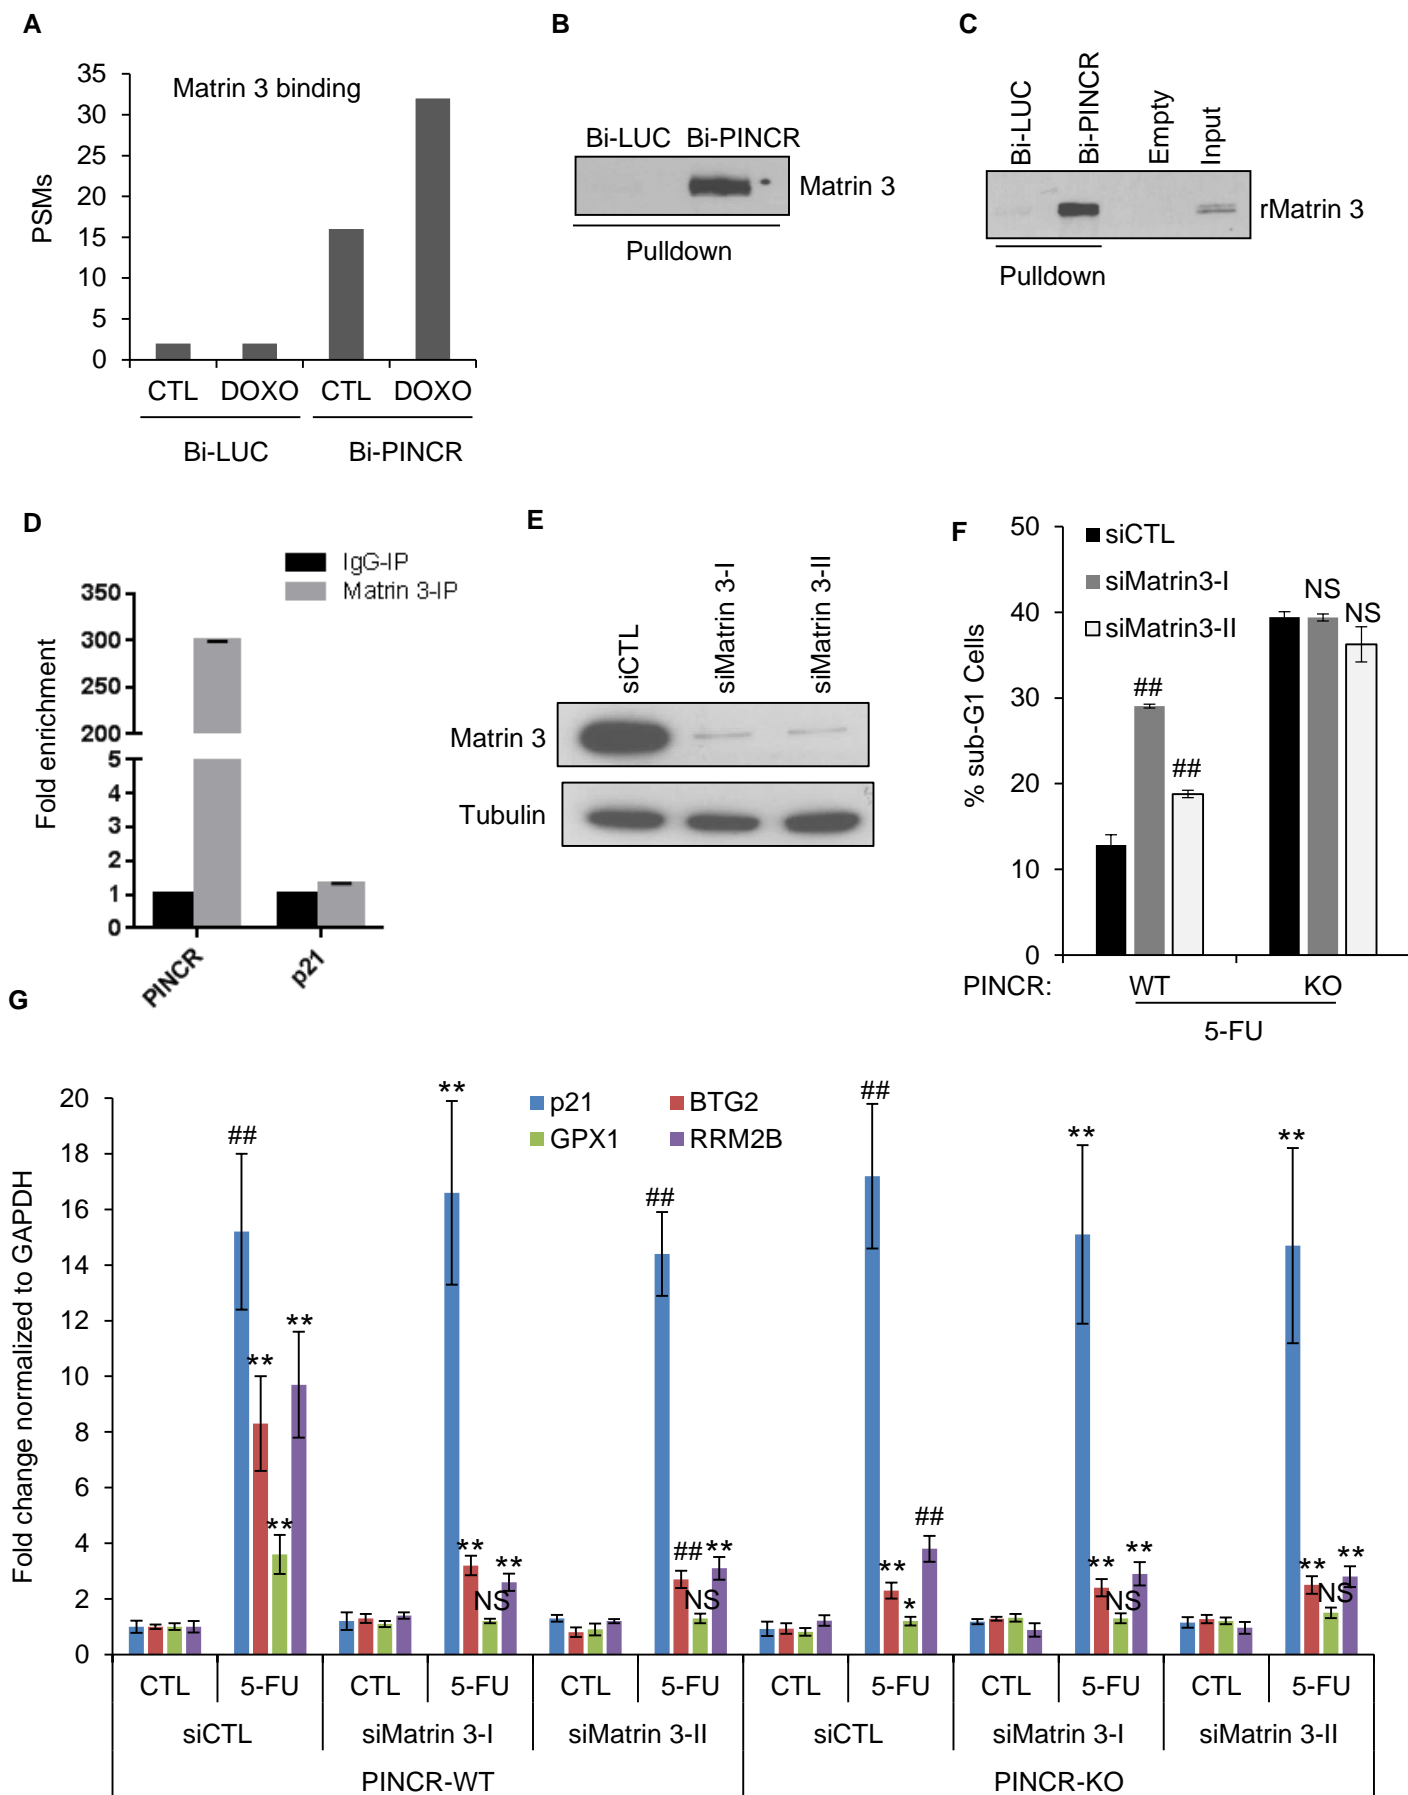 A
Matrin 3 binding
PSMs
35
30
25
20
15
10
5
0
CTL DOXO CTL DOXO
Bi-LUC Bi-PINCR
B
Bi-LUC Bi-PINCR
Matrin 3
Pulldown
C
Bi-LUC
Bi-PINCR
Empty
Input
rMatrin 3
Pulldown
D
IgG-IP
Matrin 3-IP
Fold enrichment
350
300
250
200
5
4
3
2
1
0
PINCR
p21
E
siCTL
siMatrin 3-I
siMatrin 3-II
Matrin 3
Tubulin
F
siCTL
siMatrin3-I
siMatrin3-II
% sub-G1 Cells
50
40
30
20
10
0
##
##
NS
NS
PINCR: WT KO
5-FU
G
p21 BTG2
GPX1 RRM2B
Fold change normalized to GAPDH
20
18
16
14
12
10
8
6
4
2
0
## ** ** **
** ** NS **
## ## NS **
## ** * ##
** ** NS **
** ** NS **
CTL 5-FU CTL 5-FU CTL 5-FU CTL 5-FU CTL 5-FU CTL 5-FU
siCTL siMatrin 3-I siMatrin 3-II siCTL siMatrin 3-I siMatrin 3-II
PINCR-WT PINCR-KO